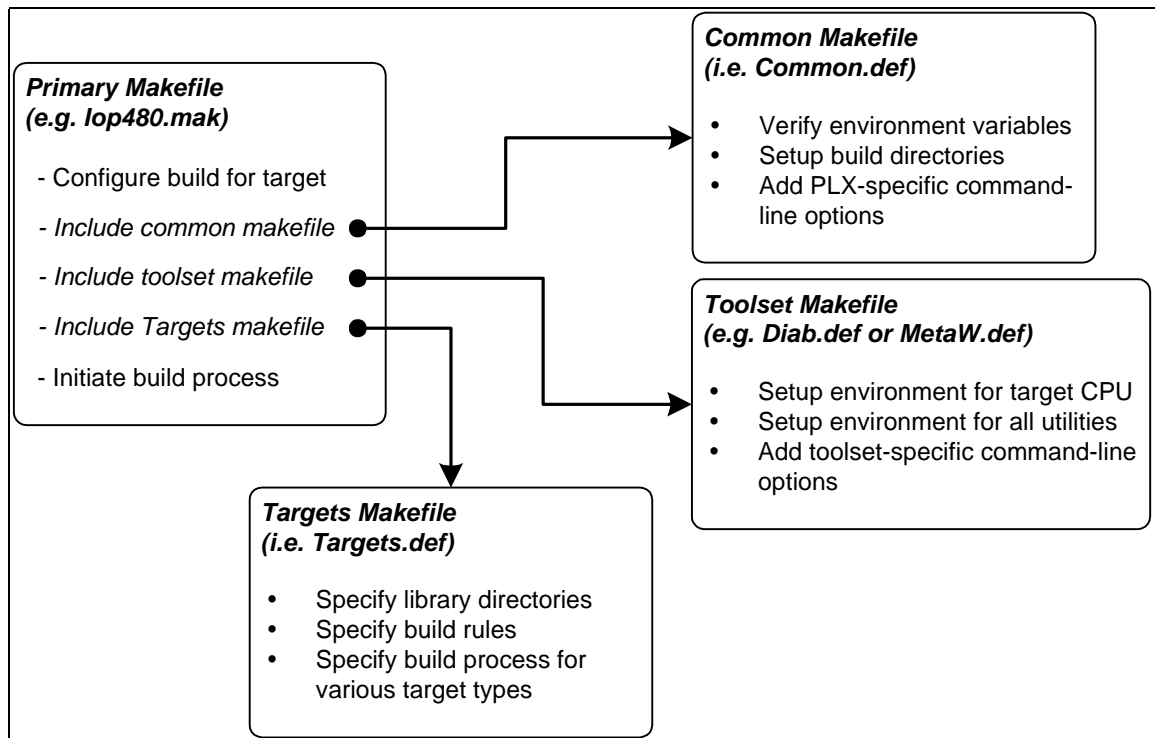 Primary Makefile
(e.g. Iop480.mak)
- Configure build for target
- Include common makefile
- Include toolset makefile
- Include Targets makefile
- Initiate build process
Common Makefile
(i.e. Common.def)
• Verify environment variables
• Setup build directories
• Add PLX-specific command-
line options
Toolset Makefile
(e.g. Diab.def or MetaW.def)
• Setup environment for target CPU
• Setup environment for all utilities
• Add toolset-specific command-line
options
Targets Makefile
(i.e. Targets.def)
• Specify library directories
• Specify build rules
• Specify build process for
various target types